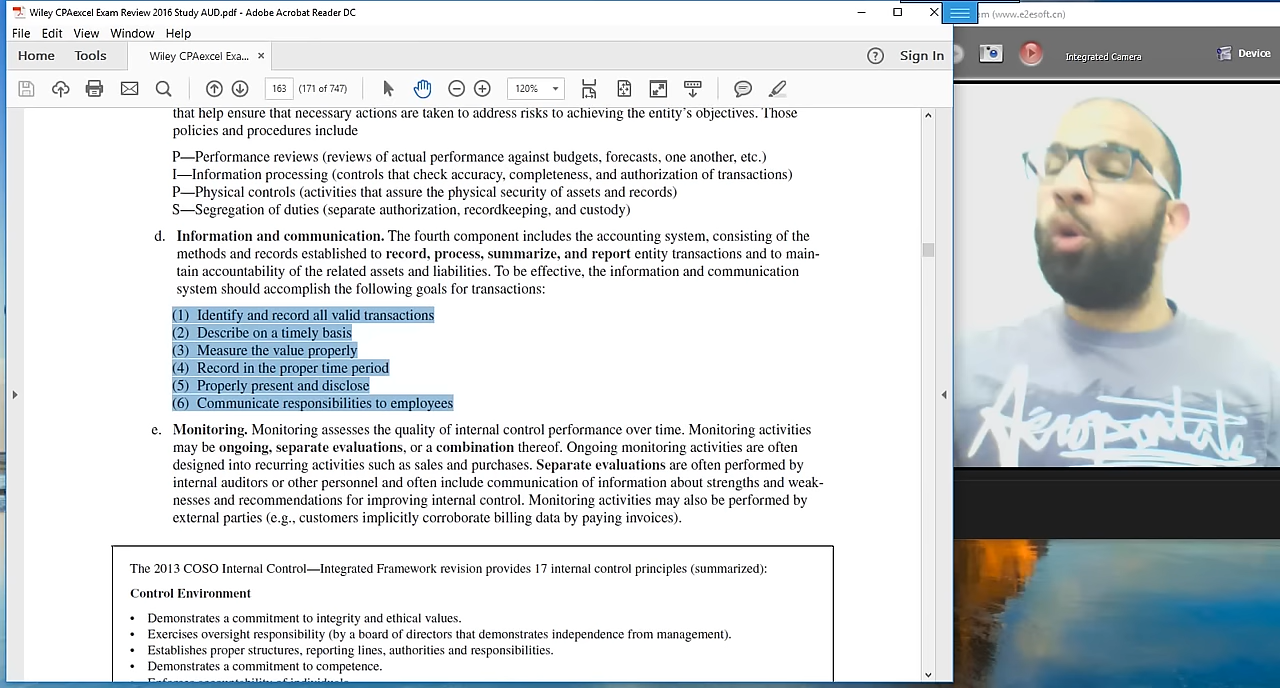 Wiley CPAexcel Exam Review 2016 Study AUD.pdf - Adobe Acrobat Reader DC
(www.e2esoft.cn)
File Edit View Window Help
Home Tools Wiley CPAexcel Exa... × Sign In
163 (171 of 747) 120%
Integrated Camera Device
that help ensure that necessary actions are taken to address risks to achieving the entity's objectives. Those
policies and procedures include
P—Performance reviews (reviews of actual performance against budgets, forecasts, one another, etc.)
I—Information processing (controls that check accuracy, completeness, and authorization of transactions)
P—Physical controls (activities that assure the physical security of assets and records)
S—Segregation of duties (separate authorization, recordkeeping, and custody)
d. Information and communication. The fourth component includes the accounting system, consisting of the
methods and records established to record, process, summarize, and report entity transactions and to main-
tain accountability of the related assets and liabilities. To be effective, the information and communication
system should accomplish the following goals for transactions:
(1) Identify and record all valid transactions
(2) Describe on a timely basis
(3) Measure the value properly
(4) Record in the proper time period
(5) Properly present and disclose
(6) Communicate responsibilities to employees
e. Monitoring. Monitoring assesses the quality of internal control performance over time. Monitoring activities
may be ongoing, separate evaluations, or a combination thereof. Ongoing monitoring activities are often
designed into recurring activities such as sales and purchases. Separate evaluations are often performed by
internal auditors or other personnel and often include communication of information about strengths and weak-
nesses and recommendations for improving internal control. Monitoring activities may also be performed by
external parties (e.g., customers implicitly corroborate billing data by paying invoices).
The 2013 COSO Internal Control—Integrated Framework revision provides 17 internal control principles (summarized):
Control Environment
• Demonstrates a commitment to integrity and ethical values.
• Exercises oversight responsibility (by a board of directors that demonstrates independence from management).
• Establishes proper structures, reporting lines, authorities and responsibilities.
• Demonstrates a commitment to competence.
• Enforces accountability of individuals
Aéropostale